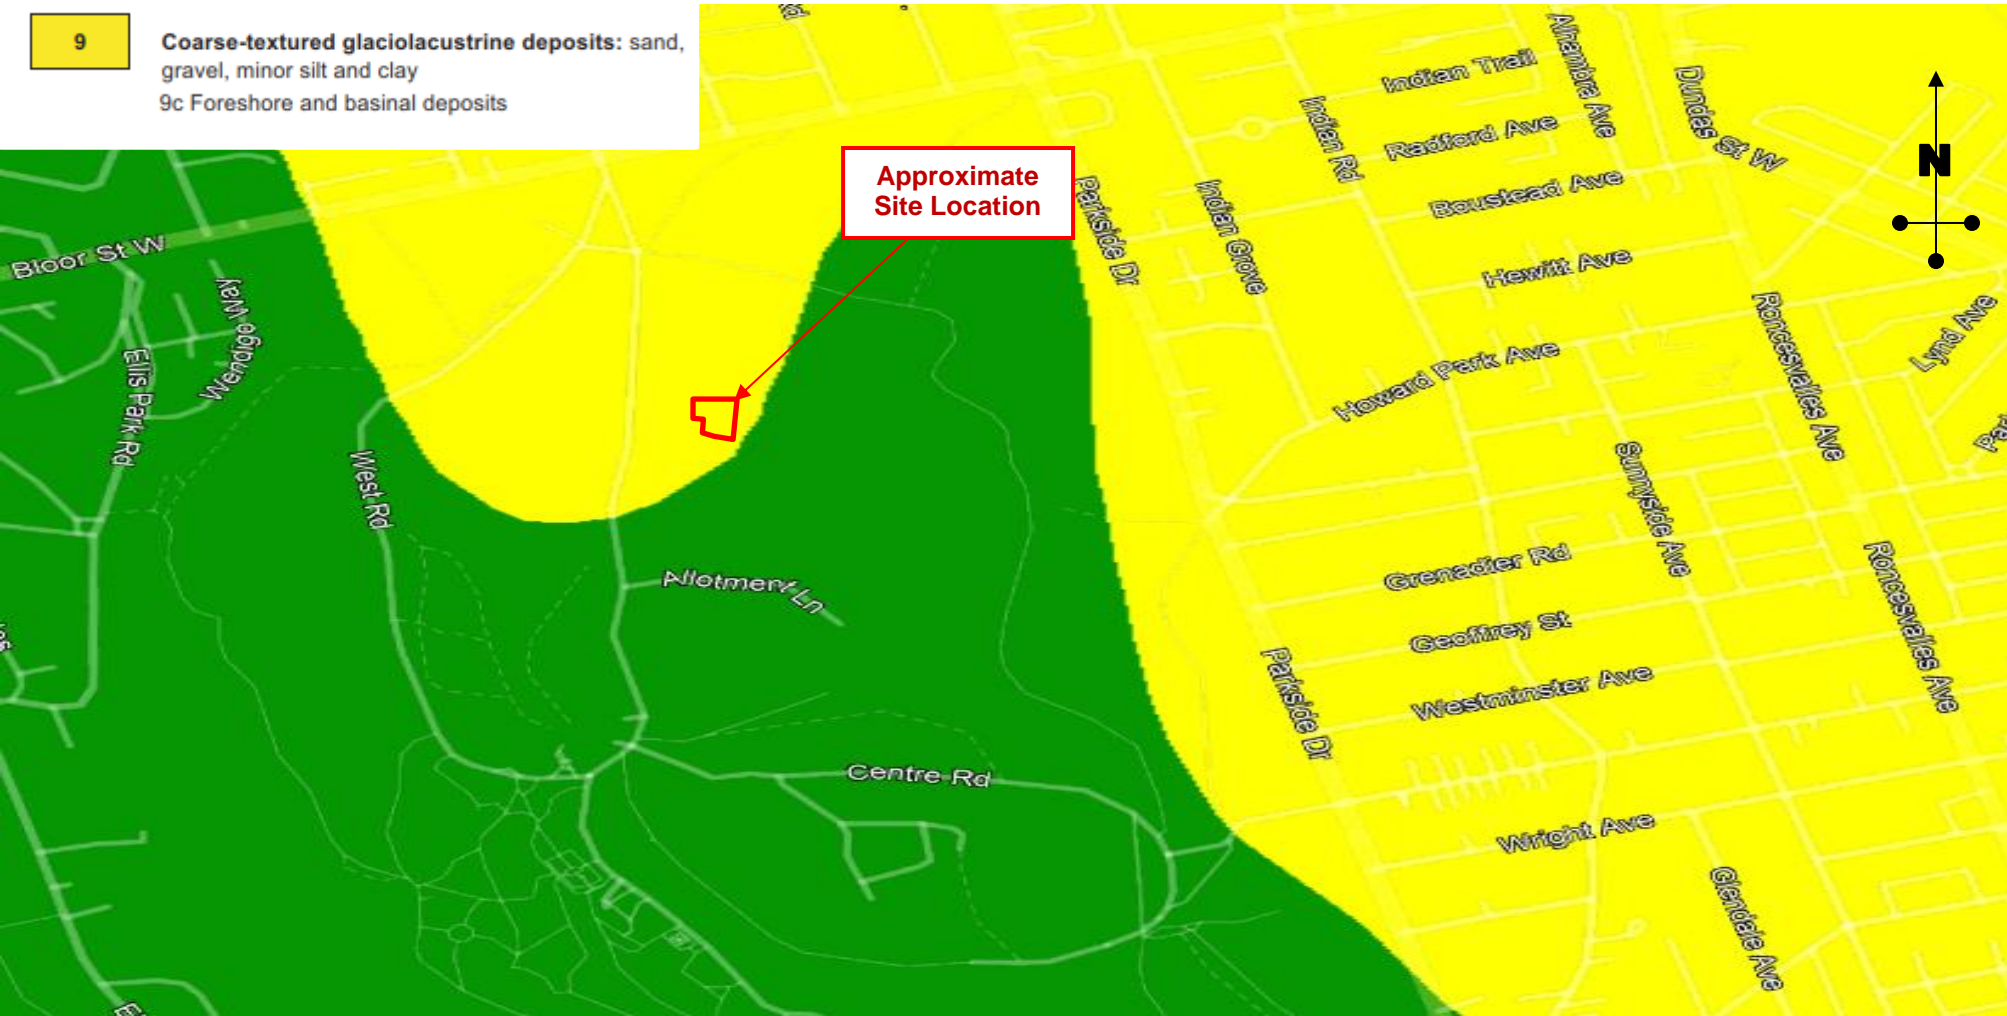 9
Coarse-textured glaciolacustrine deposits: sand,
gravel, minor silt and clay
9c Foreshore and basinal deposits
Approximate
Site Location
N
Indian Trail
Alhambra Ave
Dundas St W
Indian Rd
Radford Ave
Boustead Ave
Parkside Dr
Indian Grove
Bloor St W
Hewitt Ave
Wendigo Way
Roncesvalles Ave
Lynd Ave
Ellis Park Rd
Howard Park Ave
West Rd
Sunnyside Ave
Allotment Ln
Grenadier Rd
Roncesvalles Ave
Geoffrey St
Parkside Dr
Westminster Ave
Centre Rd
Wright Ave
Glendale Ave